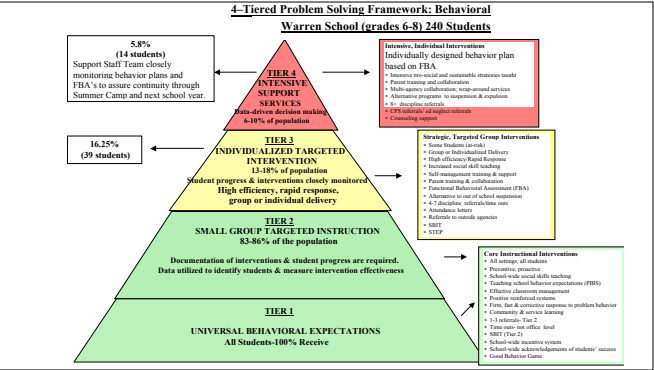 4–Tiered Problem Solving Framework: Behavioral
Warren School (grades 6-8) 240 Students
5.8%
(14 students)
Support Staff Team closely
monitoring behavior plans and
FBA's to assure continuity through
Summer Camp and next school year.
TIER 4
INTENSIVE
SUPPORT
SERVICES
Data-driven decision making
6-10% of population
Intensive, Individual Interventions
Individually designed behavior plan
based on FBA
▪ Intensive pro-social and sustainable strategies taught
▪ Parent training and collaboration
▪ Multi-agency collaboration; wrap-around services
▪ Alternative programs to suspension & expulsion
▪ 8+ discipline referrals
▪ CPS referrals/ ed neglect referrals
▪ Counseling support
16.25%
(39 students)
TIER 3
INDIVIDUALIZED TARGETED
INTERVENTION
13-18% of population
Student progress & interventions closely monitored
High efficiency, rapid response,
group or individual delivery
Strategic, Targeted Group Interventions
▪ Some Students (at-risk)
▪ Group or Individualized Delivery
▪ High efficiency/Rapid Response
▪ Increased social skill teaching
▪ Self-management training & support
▪ Parent training & collaboration
▪ Functional Behavioral Assessment (FBA)
▪ Alternative to out of school suspension
▪ 4-7 discipline referrals/time outs
▪ Attendance letters
▪ Referrals to outside agencies
▪ SBIT
▪ STEP
TIER 2
SMALL GROUP TARGETED INSTRUCTION
83-86% of the population
Documentation of interventions & student progress are required.
Data utilized to identify students & measure intervention effectiveness
Core Instructional Interventions
▪ All settings, all students
▪ Preventive, proactive
▪ School-wide social skills teaching
▪ Teaching school behavior expectations (PBIS)
▪ Effective classroom management
▪ Positive reinforced systems
▪ Firm, fast & corrective response to problem behavior
▪ Community & service learning
▪ 1-3 referrals- Tier 2
▪ Time outs- not office level
▪ SBIT (Tier 2)
▪ School-wide incentive system
▪ School-wide acknowledgements of students' success
▪ Good Behavior Game
TIER 1
UNIVERSAL BEHAVIORAL EXPECTATIONS
All Students-100% Receive